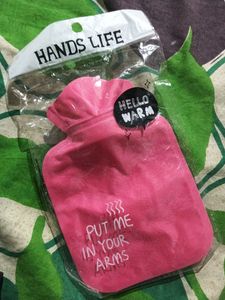 HANDS LIFE
HELLO
WARM
PUT ME
IN YOUR
ARMS